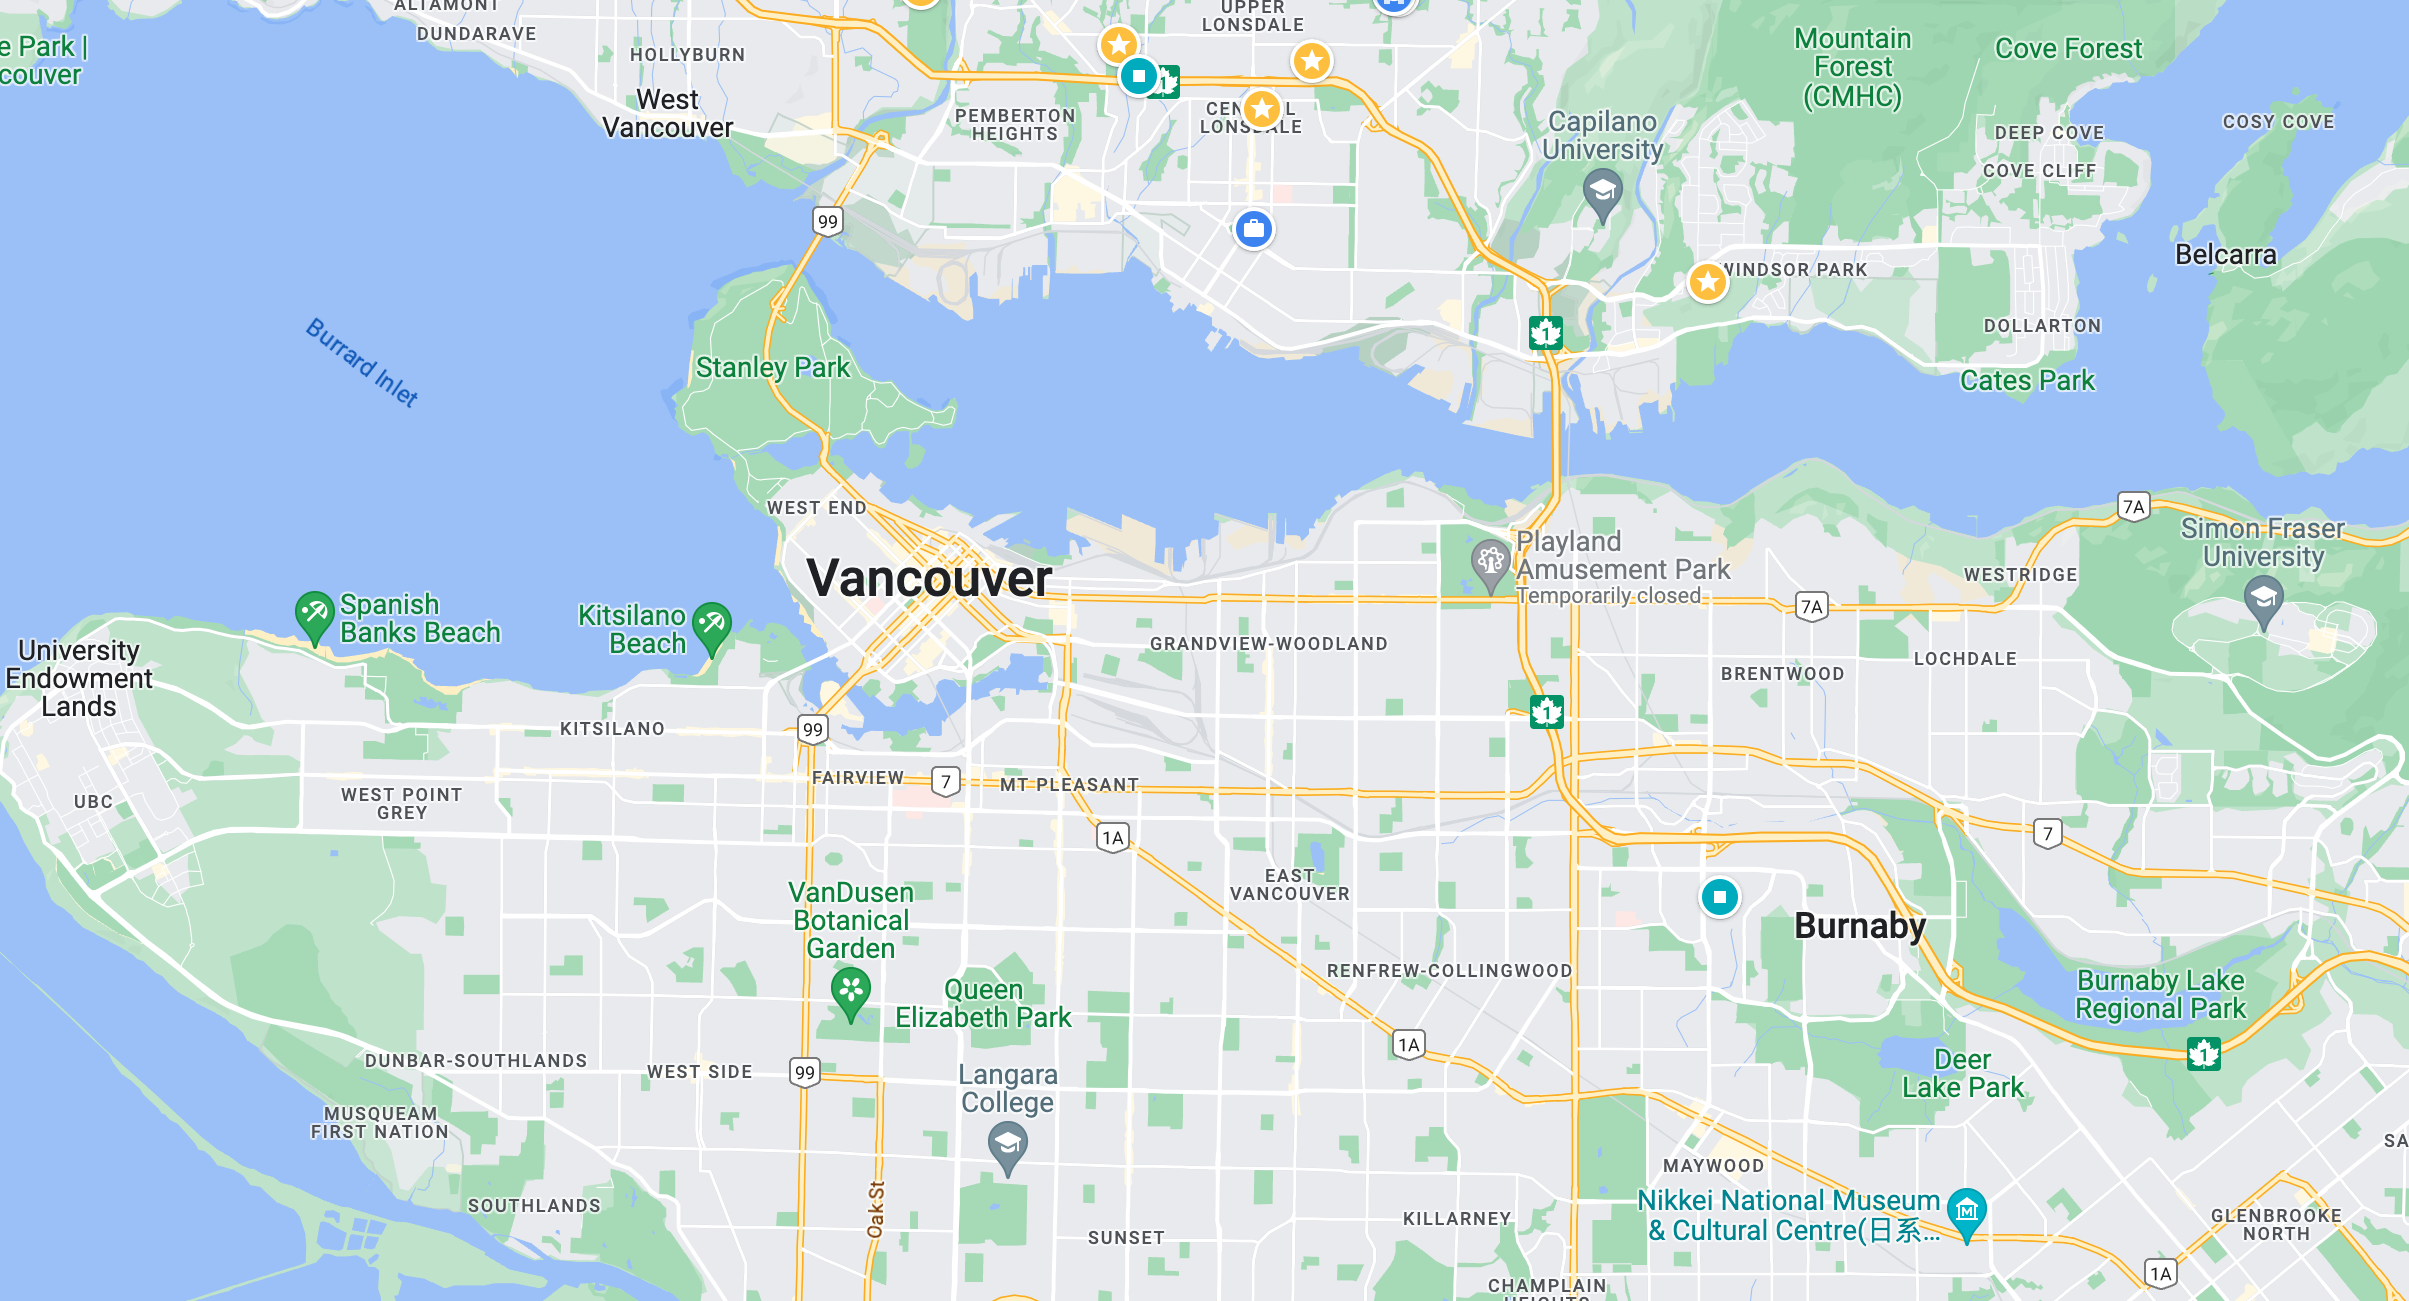 ALTAMONT
DUNDARAVE
UPPER
LONSDALE
e Park |
couver
HOLLYBURN
Mountain
Forest
(CMHC)
Cove Forest
West
Vancouver
1
PEMBERTON
HEIGHTS
LONSDALE
Capilano
University
DEEP COVE
COSY COVE
COVE CLIFF
99
Belcarra
WINDSOR PARK
Burrard Inlet
1
DOLLARTON
Stanley Park
Cates Park
WEST END
7A
Simon Fraser
University
Playland
Amusement Park
Temporarily closed
Vancouver
WESTRIDGE
Spanish
Banks Beach
Kitsilano
Beach
7A
University
Endowment
Lands
GRANDVIEW-WOODLAND
LOCHDALE
BRENTWOOD
1
KITSILANO
99
FAIRVIEW
7
MT PLEASANT
WEST POINT
GREY
UBC
1A
7
EAST
VANCOUVER
VanDusen
Botanical
Garden
Burnaby
RENFREW-COLLINGWOOD
Burnaby Lake
Regional Park
Queen
Elizabeth Park
1A
1
DUNBAR-SOUTHLANDS
WEST SIDE
99
Deer
Lake Park
Langara
College
MUSQUEAM
FIRST NATION
SA
MAYWOOD
SOUTHLANDS
Oak St
Nikkei National Museum
& Cultural Centre(日系...
KILLARNEY
SUNSET
GLENBROOKE
NORTH
1A
CHAMPLAIN
HEIGHTS